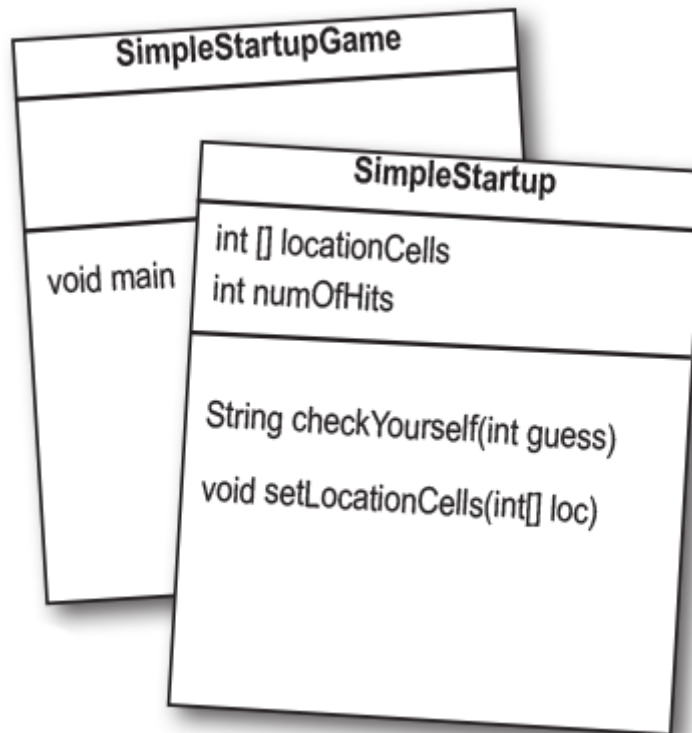 SimpleStartupGame
void main
SimpleStartup
int [] locationCells
int numOfHits
String checkYourself(int guess)
void setLocationCells(int[] loc)